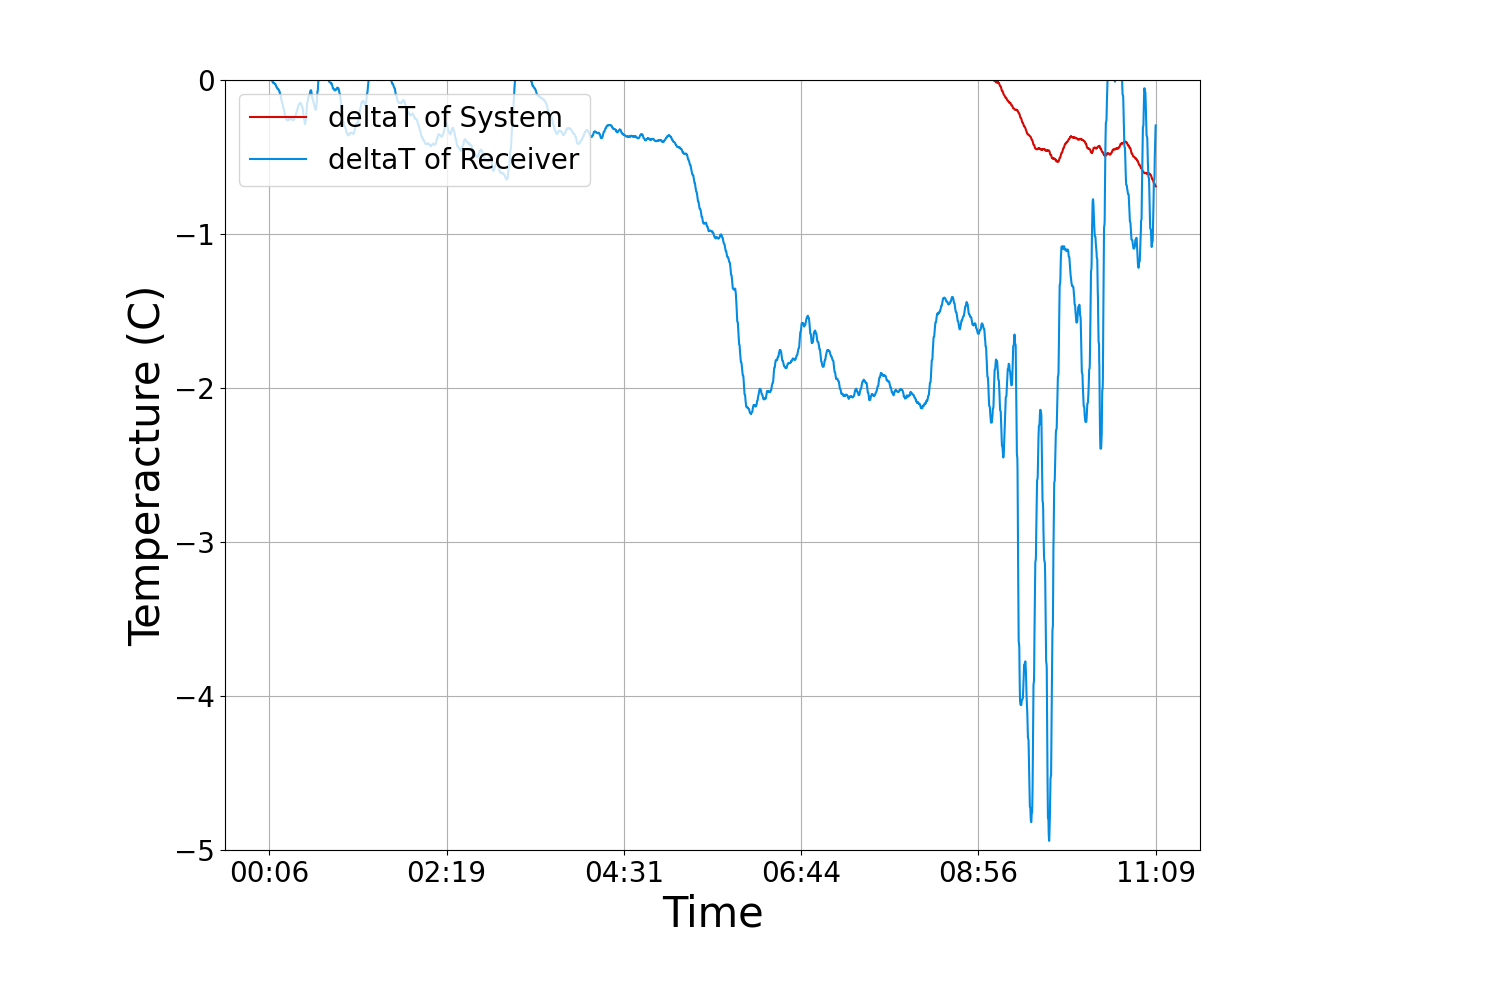 0
−1
−2
−3
−4
−5
Temperacture (C)
deltaT of System
deltaT of Receiver
00:06 02:19 04:31 06:44 08:56 11:09
Time